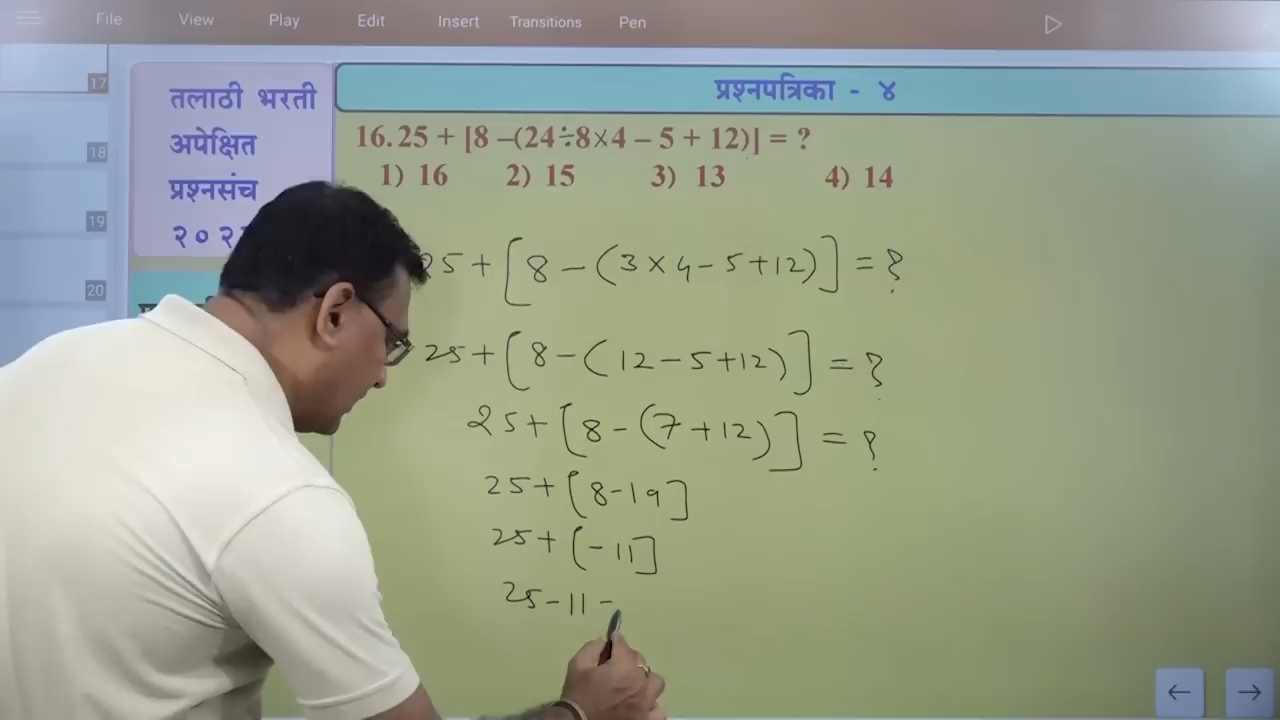 File View Play Edit Insert Transitions Pen
17
18
19
20
तलाठी भरती
अपेक्षित
प्रश्नसंच
प्रश्नपत्रिका - ४
16. 25 + [8 –(24÷8×4 – 5 + 12)] = ?
1) 16 2) 15 3) 13 4) 14
25 + [8 – (3 × 4 – 5 + 12)] = ?
25 + [8 – (12 – 5 + 12)] = ?
25 + [8 – (7 + 12)] = ?
25 + [8 – 19]
25 + [– 11]
25 – 11 =